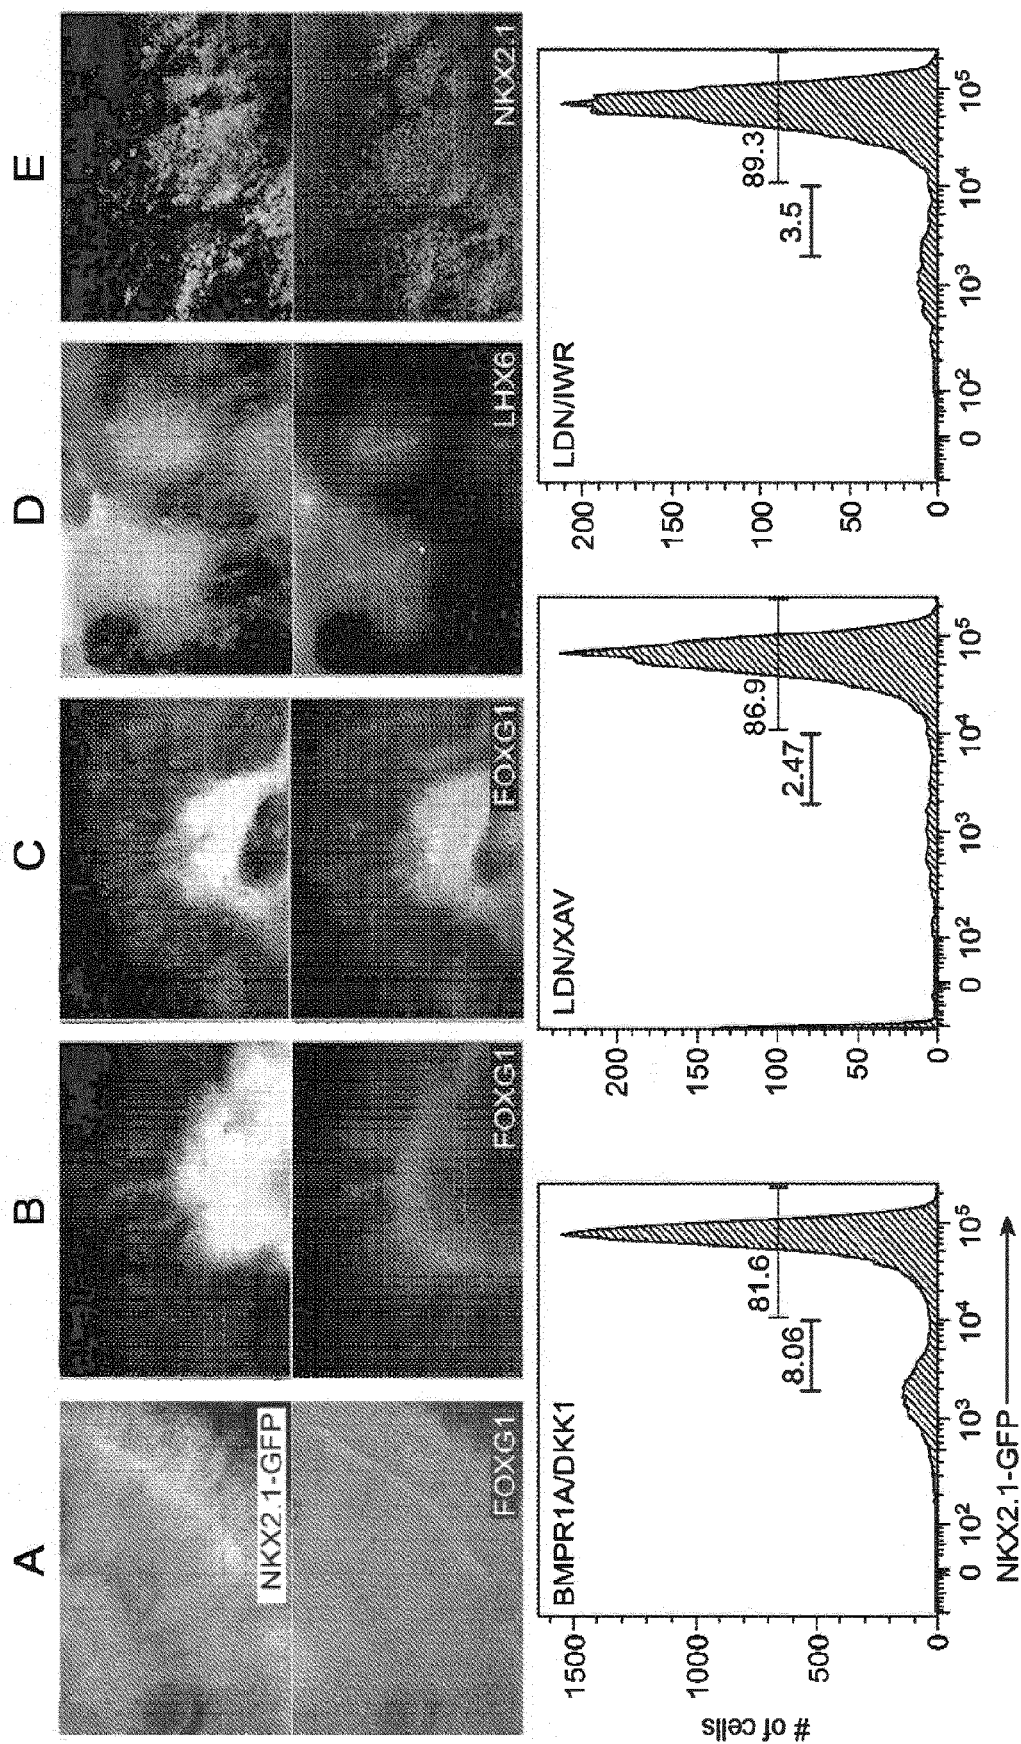 A
B
C
D
E
NKX2.1-GFP
FOXG1
FOXG1
FOXG1
LHX6
NKX2.1
BMPR1A/DKK1
1500
1000
500
0
# of cells
8.06
81.6
0 10² 10³ 10⁴ 10⁵
NKX2.1-GFP
LDN/XAV
200
150
100
50
0
2.47
86.9
0 10² 10³ 10⁴ 10⁵
LDN/IWR
200
150
100
50
0
3.5
89.3
0 10² 10³ 10⁴ 10⁵